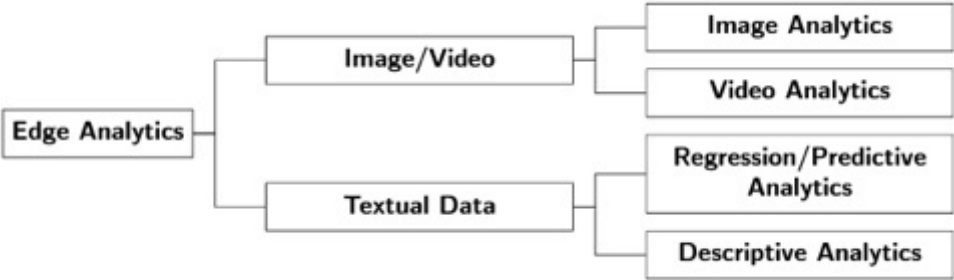 Edge Analytics
Image/Video
Image Analytics
Video Analytics
Textual Data
Regression/Predictive
Analytics
Descriptive Analytics